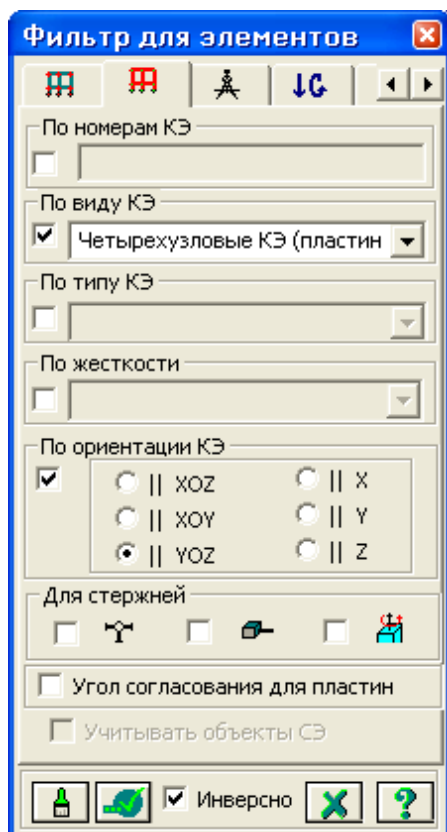 Фильтр для элементов
По номерам КЭ
По виду КЭ
Четырехузловые КЭ (пластин
По типу КЭ
По жесткости
По ориентации КЭ
|| XOZ || X
|| XOY || Y
|| YOZ || Z
Для стержней
Угол согласования для пластин
Учитывать объекты СЭ
Инверсно